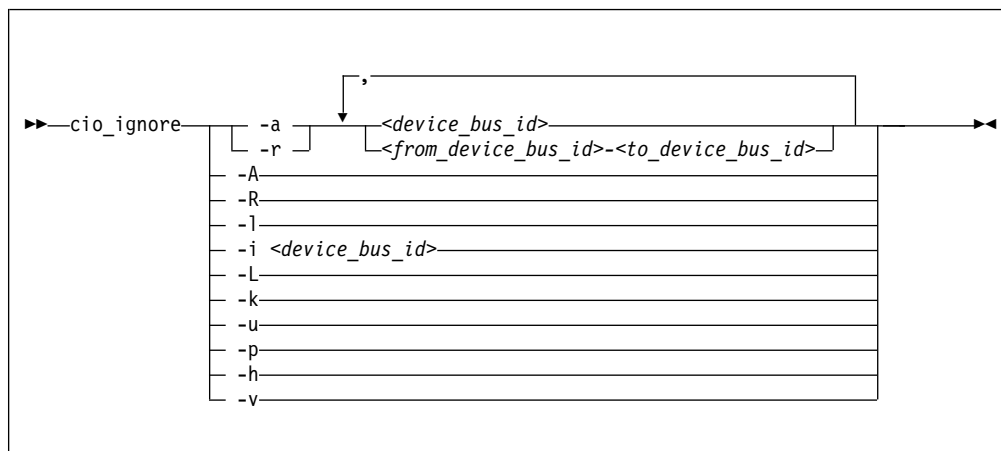 ,
cio_ignore -a <device_bus_id>
-r <from_device_bus_id>-<to_device_bus_id>
-A
-R
-l
-i <device_bus_id>
-L
-k
-u
-p
-h
-v